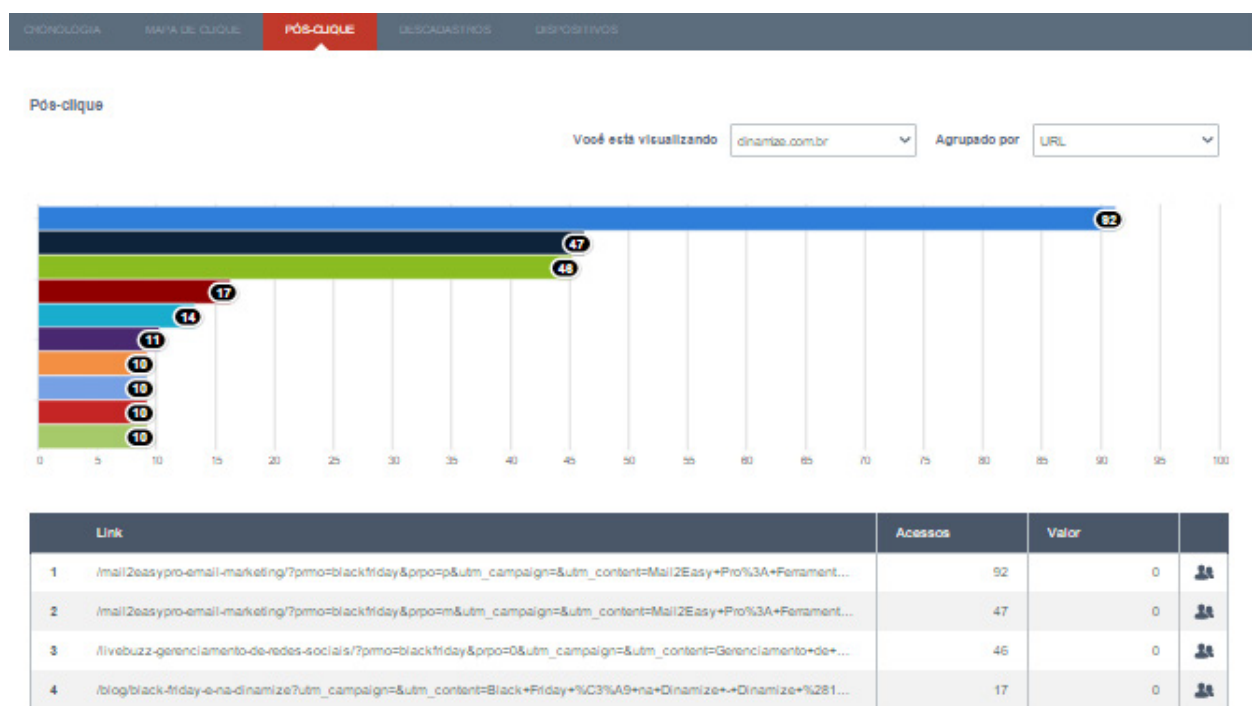 CRONOLOGIA MAPA DE CLIQUE PÓS-CLIQUE DESCADASTROS DISPOSITIVOS
Pós-clique
Você está visualizando dinamize.com.br Agrupado por URL
92
47
46
17
14
11
10
10
10
10
0 5 10 15 20 25 30 35 40 45 50 55 60 65 70 75 80 85 90 95 100
Link Acessos Valor
1 /mail2easypro-email-marketing/?prmo=blackfriday&prpo=p&utm_campaign=&utm_content=Mail2Easy+Pro%3A+Ferrament... 92 0
2 /mail2easypro-email-marketing/?prmo=blackfriday&prpo=m&utm_campaign=&utm_content=Mail2Easy+Pro%3A+Ferrament... 47 0
3 /livebuzz-gerenciamento-de-redes-sociais/?prmo=blackfriday&prpo=0&utm_campaign=&utm_content=Gerenciamento+de+... 46 0
4 /blog/black-friday-e-na-dinamize?utm_campaign=&utm_content=Black+Friday+%C3%A9+na+Dinamize+-+Dinamize+%281... 17 0